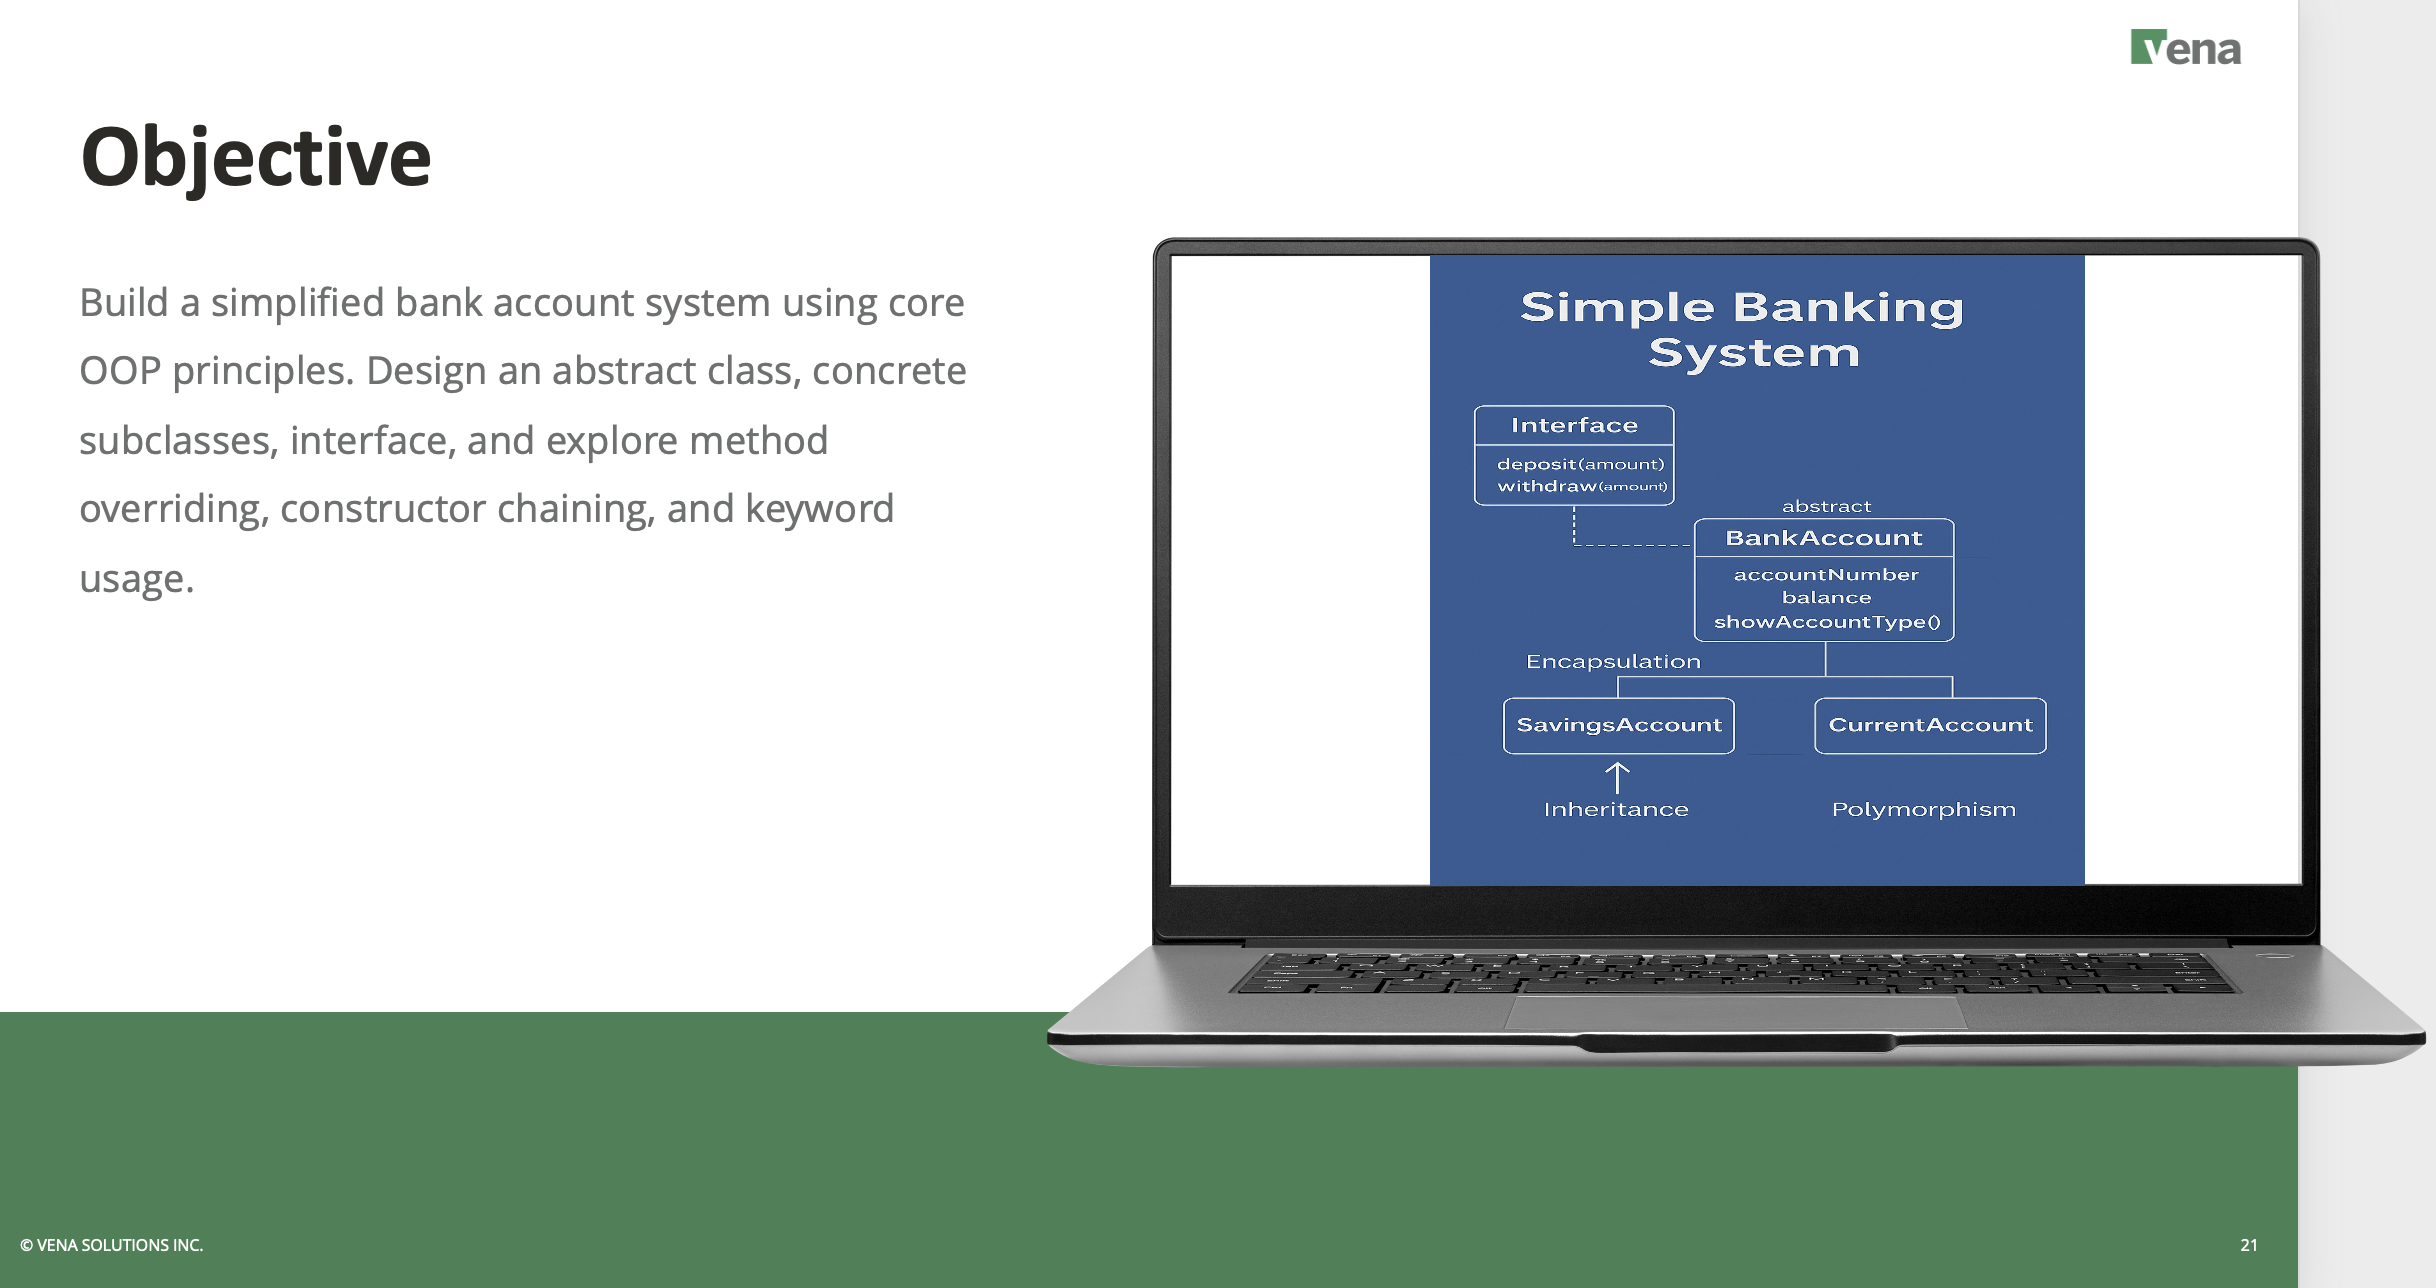 vena
Objective
Build a simplified bank account system using core
OOP principles. Design an abstract class, concrete
subclasses, interface, and explore method
overriding, constructor chaining, and keyword
usage.
Simple Banking
System
Interface
deposit(amount)
withdraw(amount)
abstract
BankAccount
accountNumber
balance
showAccountType()
Encapsulation
SavingsAccount
CurrentAccount
Inheritance
Polymorphism
© VENA SOLUTIONS INC.
21